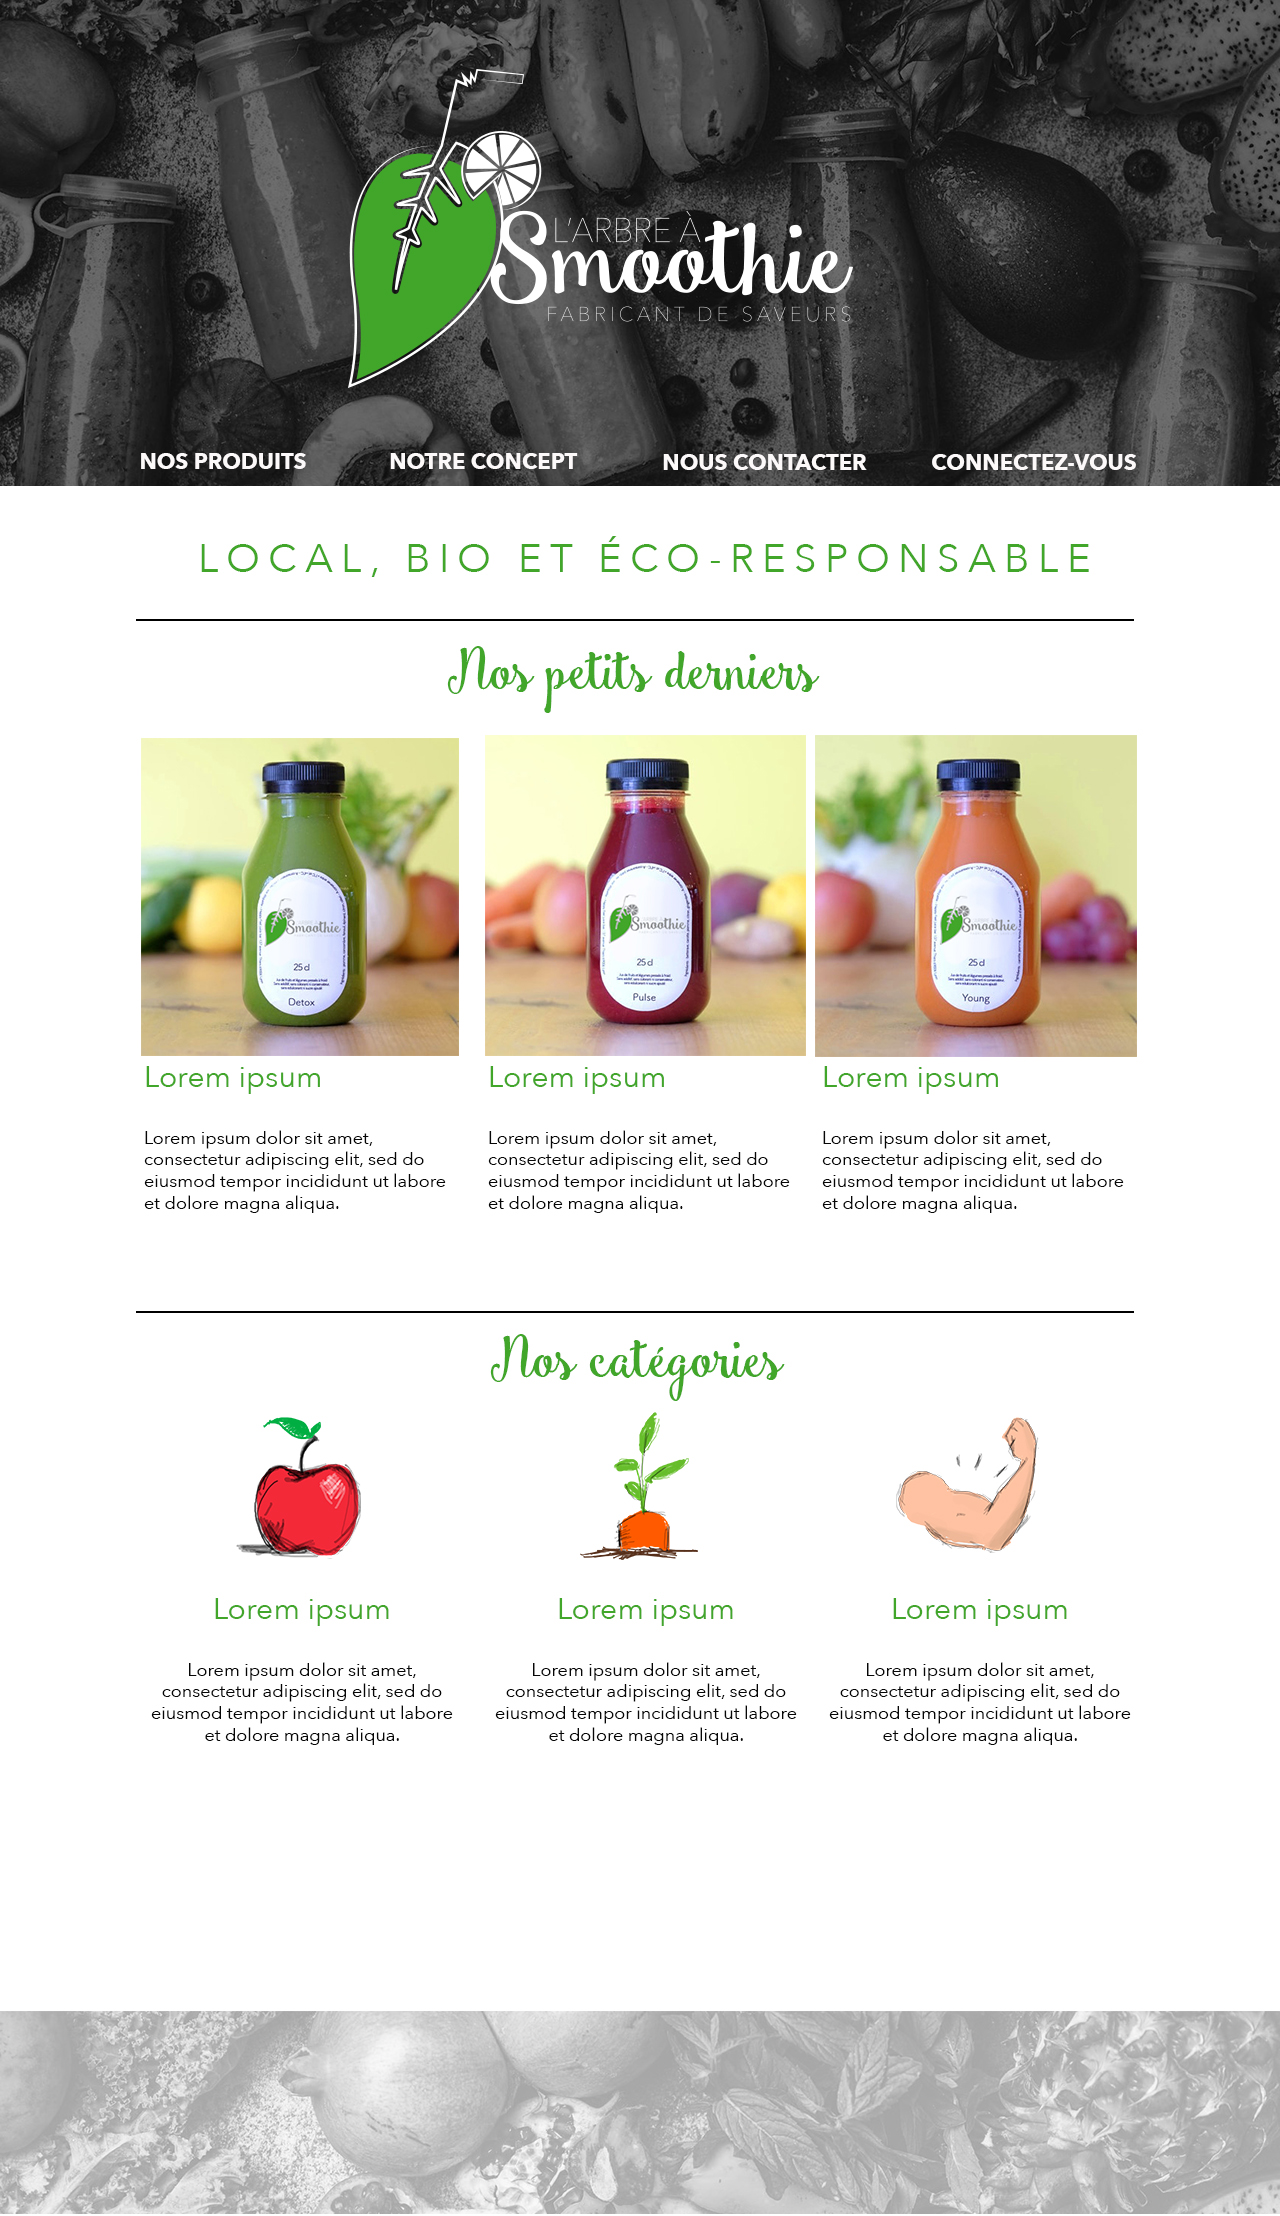 L'ARBRE À
Smoothie
FABRICANT DE SAVEURS
NOS PRODUITS NOTRE CONCEPT NOUS CONTACTER CONNECTEZ-VOUS
LOCAL, BIO ET ÉCO-RESPONSABLE
Nos petits derniers
L'ARBRE À
Smoothie
25 cl
Detox
L'ARBRE À
Smoothie
25 cl
Pulse
L'ARBRE À
Smoothie
25 cl
Young
Lorem ipsum
Lorem ipsum dolor sit amet,
consectetur adipiscing elit, sed do
eiusmod tempor incididunt ut labore
et dolore magna aliqua.
Lorem ipsum
Lorem ipsum dolor sit amet,
consectetur adipiscing elit, sed do
eiusmod tempor incididunt ut labore
et dolore magna aliqua.
Lorem ipsum
Lorem ipsum dolor sit amet,
consectetur adipiscing elit, sed do
eiusmod tempor incididunt ut labore
et dolore magna aliqua.
Nos catégories
Lorem ipsum
Lorem ipsum dolor sit amet,
consectetur adipiscing elit, sed do
eiusmod tempor incididunt ut labore
et dolore magna aliqua.
Lorem ipsum
Lorem ipsum dolor sit amet,
consectetur adipiscing elit, sed do
eiusmod tempor incididunt ut labore
et dolore magna aliqua.
Lorem ipsum
Lorem ipsum dolor sit amet,
consectetur adipiscing elit, sed do
eiusmod tempor incididunt ut labore
et dolore magna aliqua.